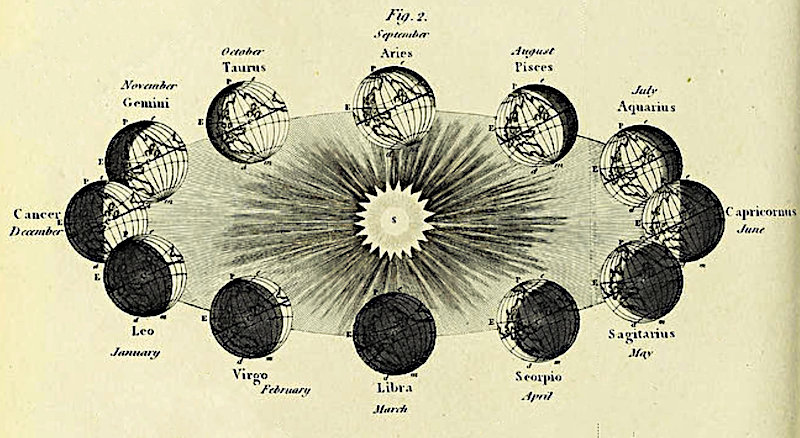 Fig. 2.
September
Aries
October
Taurus
August
Pisces
November
Gemini
July
Aquarius
Cancer
December
S
Capricornus
June
Leo
January
Virgo
February
Libra
March
Scorpio
April
Sagitarius
May